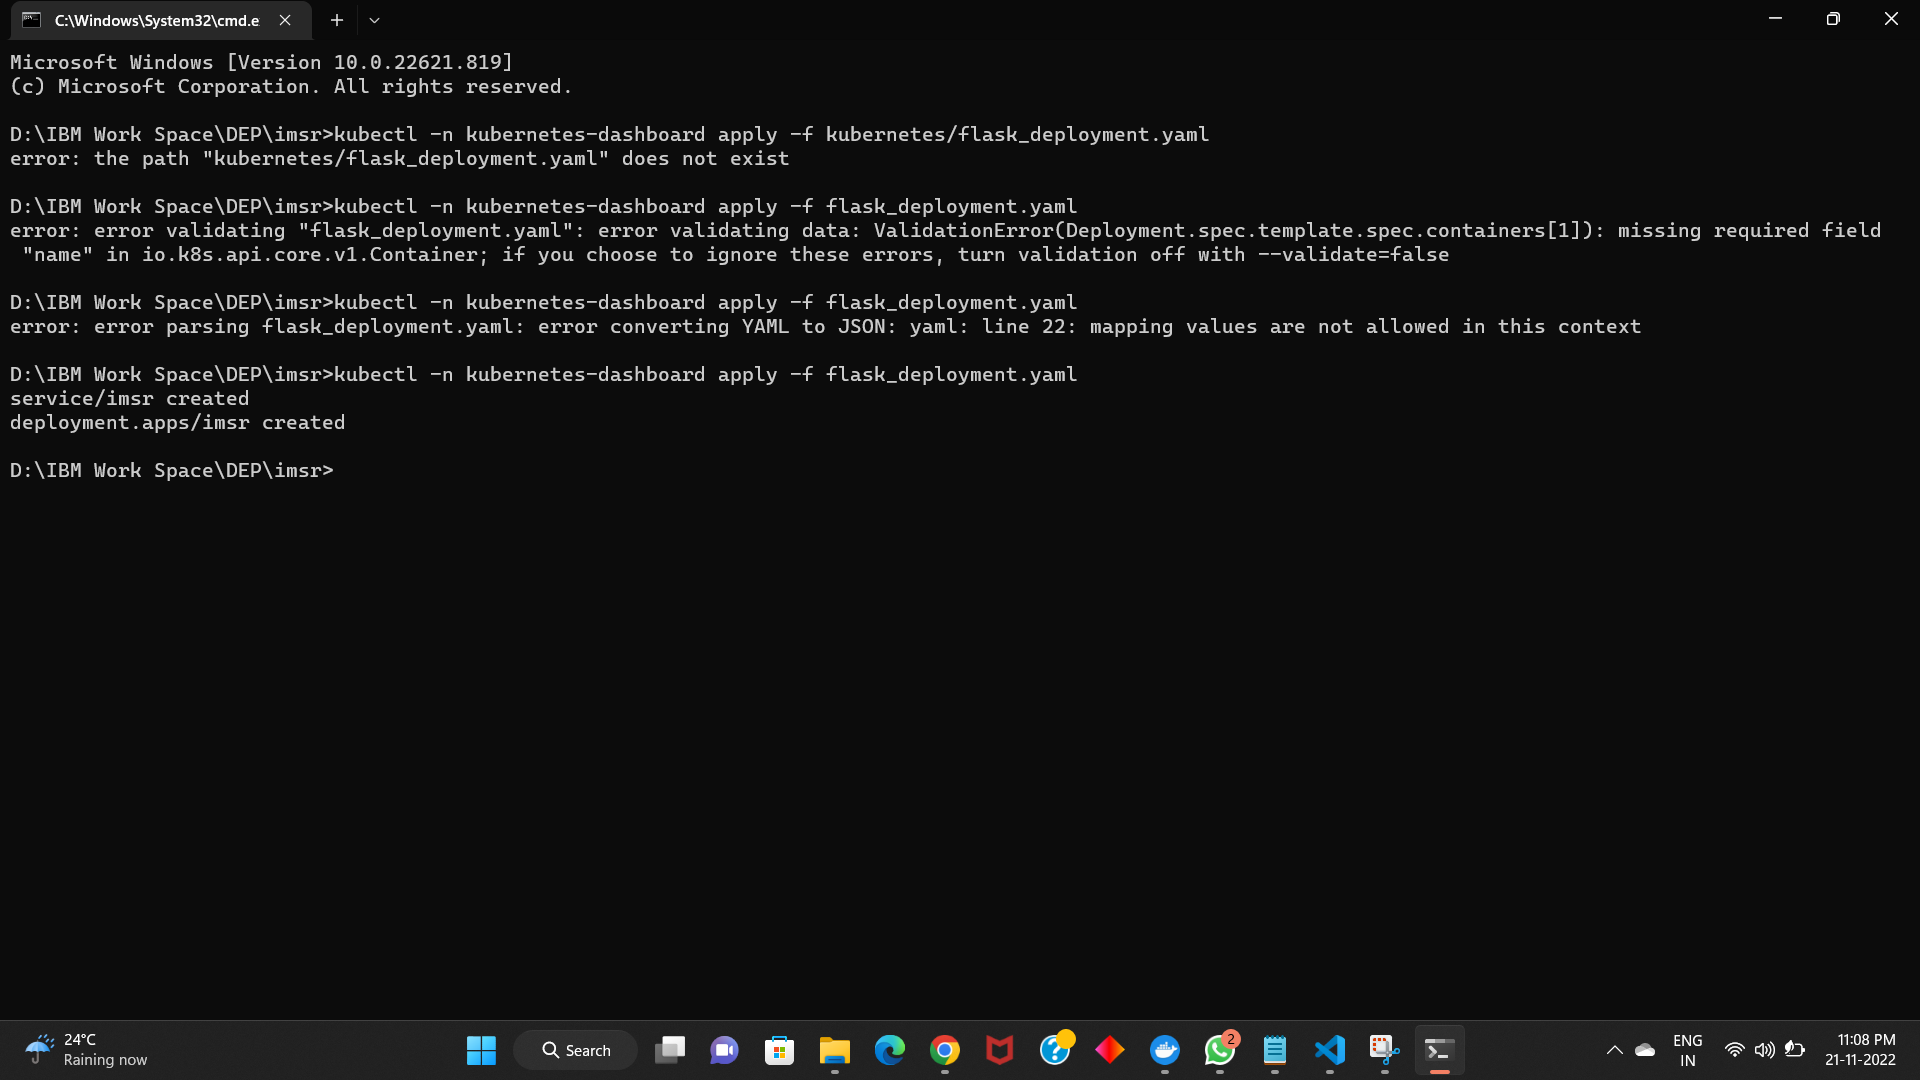 C:\Windows\System32\cmd.e
Microsoft Windows [Version 10.0.22621.819]
(c) Microsoft Corporation. All rights reserved.
D:\IBM Work Space\DEP\imsr>kubectl -n kubernetes-dashboard apply -f kubernetes/flask_deployment.yaml
error: the path "kubernetes/flask_deployment.yaml" does not exist
D:\IBM Work Space\DEP\imsr>kubectl -n kubernetes-dashboard apply -f flask_deployment.yaml
error: error validating "flask_deployment.yaml": error validating data: ValidationError(Deployment.spec.template.spec.containers[1]): missing required field
"name" in io.k8s.api.core.v1.Container; if you choose to ignore these errors, turn validation off with --validate=false
D:\IBM Work Space\DEP\imsr>kubectl -n kubernetes-dashboard apply -f flask_deployment.yaml
error: error parsing flask_deployment.yaml: error converting YAML to JSON: yaml: line 22: mapping values are not allowed in this context
D:\IBM Work Space\DEP\imsr>kubectl -n kubernetes-dashboard apply -f flask_deployment.yaml
service/imsr created
deployment.apps/imsr created
D:\IBM Work Space\DEP\imsr>
24°C
Raining now
Search
2
ENG
IN
11:08 PM
21-11-2022